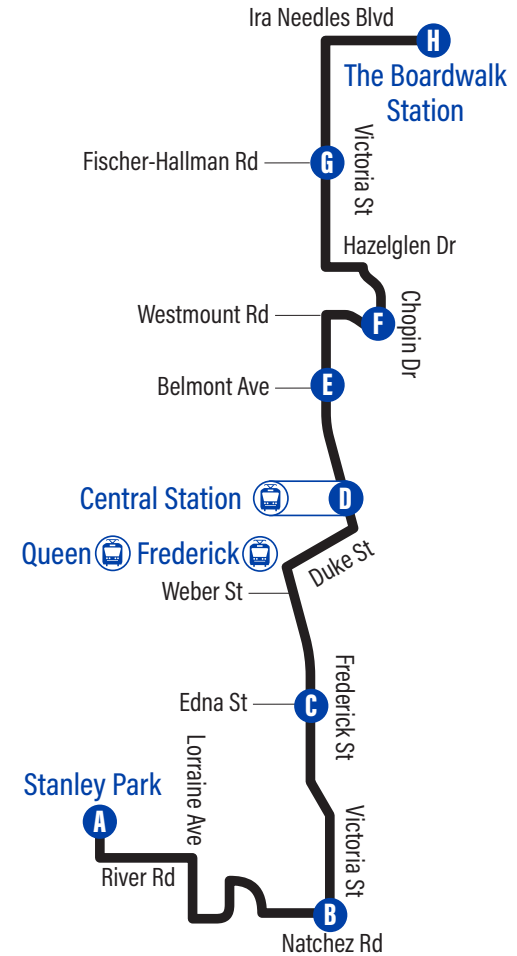 Ira Needles Blvd
H
The Boardwalk
Station
Victoria St
Fischer-Hallman Rd
G
Hazelglen Dr
Westmount Rd
F
Chopin Dr
Belmont Ave
E
Central Station
D
Queen
Frederick
Duke St
Weber St
Edna St
C
Frederick St
Lorraine Ave
Stanley Park
A
Victoria St
River Rd
B
Natchez Rd